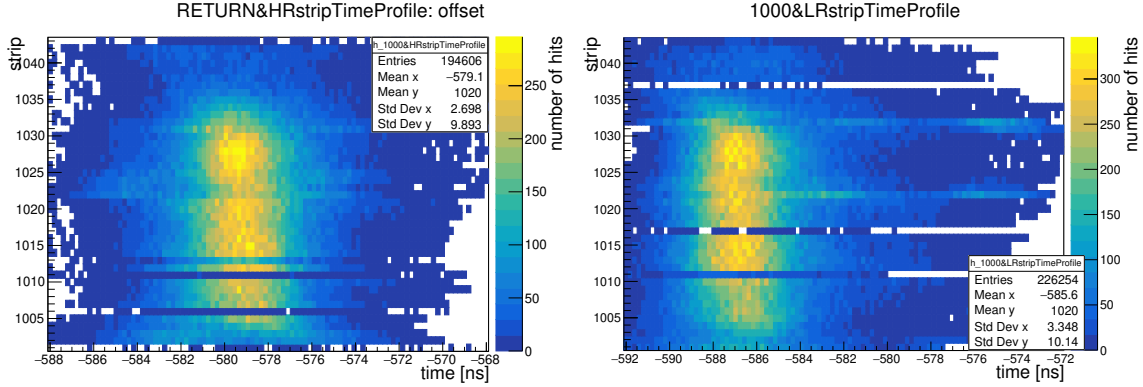 RETURN&HRstripTimeProfile: offset
strip
1040
1035
1030
1025
1020
1015
1010
1005
−588 −586 −584 −582 −580 −578 −576 −574 −572 −570 −568
time [ns]
h_1000&HRstripTimeProfile
Entries 194606
Mean x −579.1
Mean y 1020
Std Dev x 2.698
Std Dev y 9.893
250
200
150
100
50
0
number of hits
1000&LRstripTimeProfile
strip
1040
1035
1030
1025
1020
1015
1010
1005
−592 −590 −588 −586 −584 −582 −580 −578 −576 −574 −572
time [ns]
h_1000&LRstripTimeProfile
Entries 226254
Mean x −585.6
Mean y 1020
Std Dev x 3.348
Std Dev y 10.14
300
250
200
150
100
50
0
number of hits